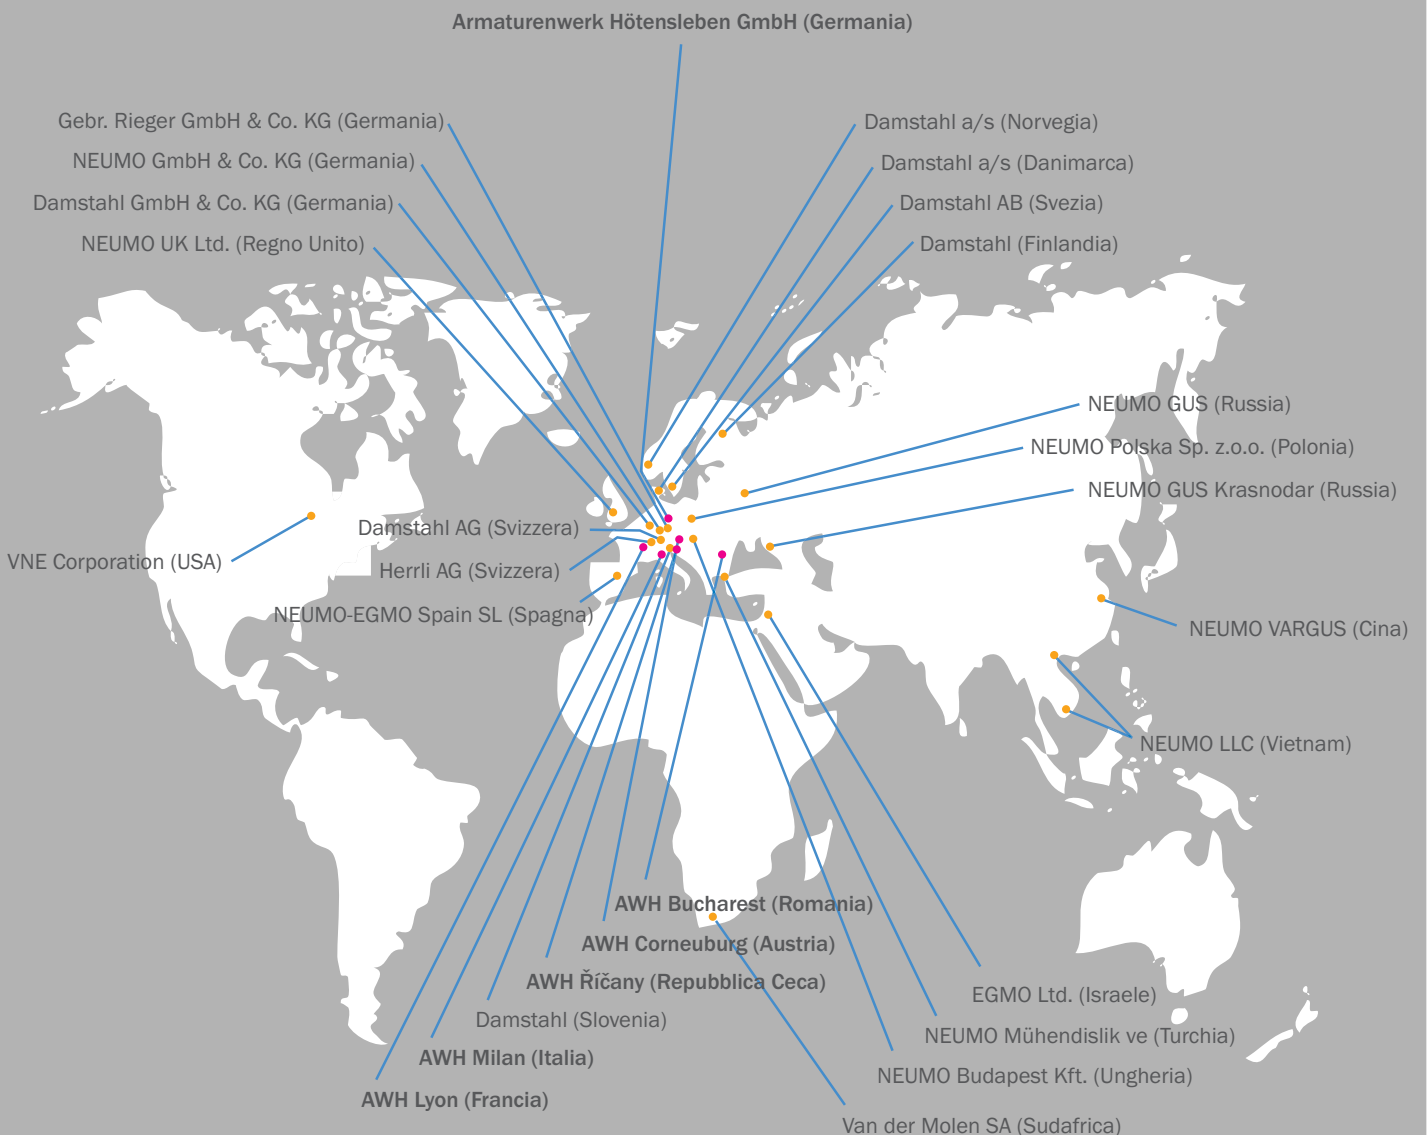 Armaturenwerk Hötensleben GmbH (Germania)
Gebr. Rieger GmbH & Co. KG (Germania)
NEUMO GmbH & Co. KG (Germania)
Damstahl GmbH & Co. KG (Germania)
NEUMO UK Ltd. (Regno Unito)
Damstahl a/s (Norvegia)
Damstahl a/s (Danimarca)
Damstahl AB (Svezia)
Damstahl (Finlandia)
NEUMO GUS (Russia)
NEUMO Polska Sp. z.o.o. (Polonia)
NEUMO GUS Krasnodar (Russia)
Damstahl AG (Svizzera)
VNE Corporation (USA)
Herrli AG (Svizzera)
NEUMO-EGMO Spain SL (Spagna)
NEUMO VARGUS (Cina)
NEUMO LLC (Vietnam)
AWH Bucharest (Romania)
AWH Corneuburg (Austria)
AWH Říčany (Repubblica Ceca)
Damstahl (Slovenia)
AWH Milan (Italia)
AWH Lyon (Francia)
EGMO Ltd. (Israele)
NEUMO Mühendislik ve (Turchia)
NEUMO Budapest Kft. (Ungheria)
Van der Molen SA (Sudafrica)